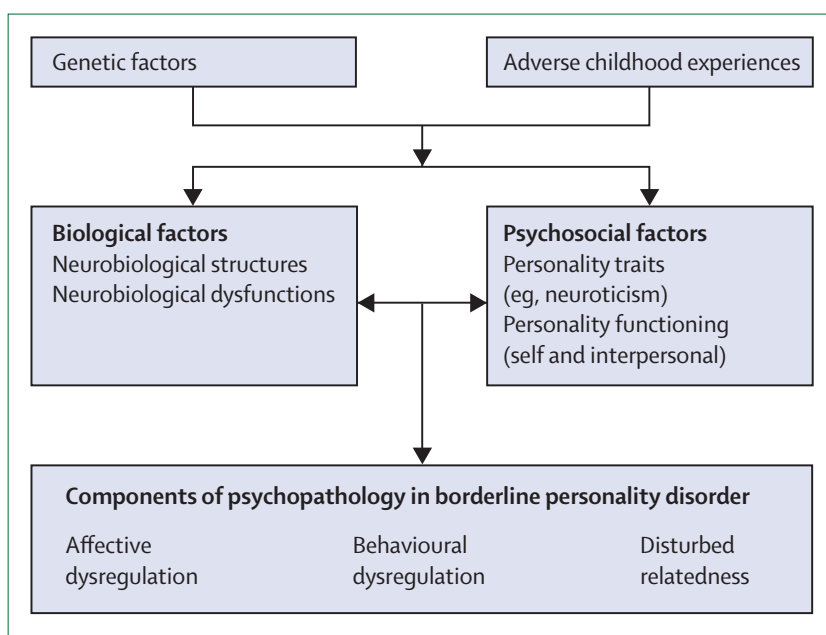 Genetic factors
Adverse childhood experiences
Biological factors
Neurobiological structures
Neurobiological dysfunctions
Psychosocial factors
Personality traits
(eg, neuroticism)
Personality functioning
(self and interpersonal)
Components of psychopathology in borderline personality disorder
Affective
dysregulation
Behavioural
dysregulation
Disturbed
relatedness